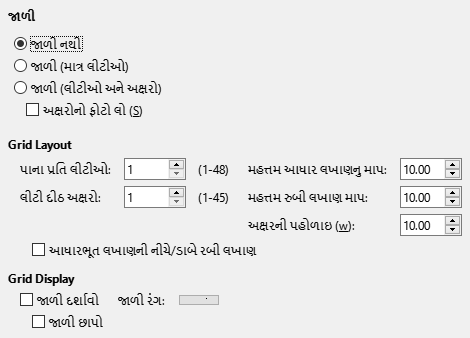 જાળી
જાળી નથી
જાળી (માત્ર લીટીઓ)
જાળી (લીટીઓ અને અક્ષરો)
અક્ષરોનો ફોટો લો (S)
Grid Layout
પાના પ્રતિ લીટીઓ: 1 (1-48) મહત્તમ આધાર લખાણનુ માપ: 10.00
લીટી દીઠ અક્ષરો: 1 (1-45) મહત્તમ રુબી લખાણ માપ: 10.00
અક્ષરની પહોળાઇ (w): 10.00
આધારભૂત લખાણની નીચે/ડાબે રબી લખાણ
Grid Display
જાળી દર્શાવો જાળી રંગ:
જાળી છાપો